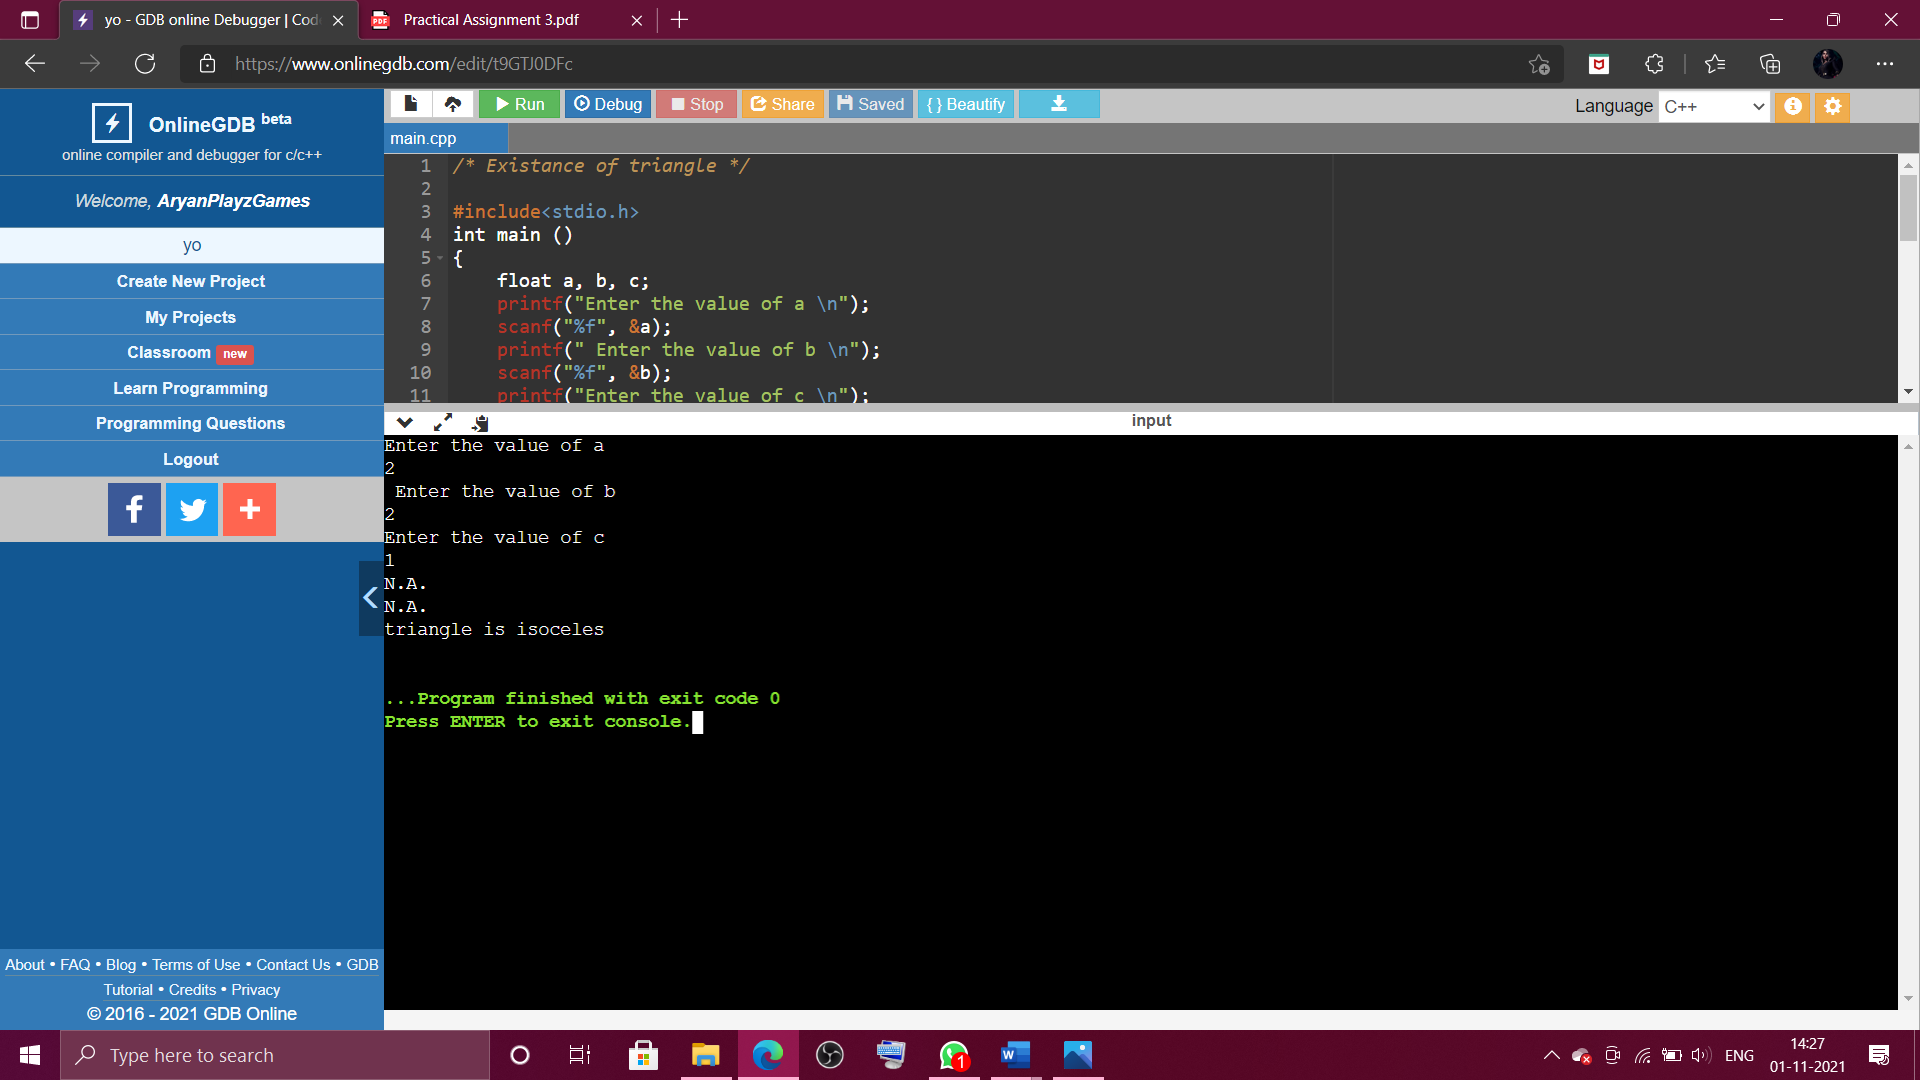 yo - GDB online Debugger | Cod
Practical Assignment 3.pdf
https://www.onlinegdb.com/edit/t9GTJ0DFc
OnlineGDB beta
online compiler and debugger for c/c++
Welcome, AryanPlayzGames
yo
Create New Project
My Projects
Classroom new
Learn Programming
Programming Questions
Logout
About • FAQ • Blog • Terms of Use • Contact Us • GDB
Tutorial • Credits • Privacy
© 2016 - 2021 GDB Online
Run Debug Stop Share Saved { } Beautify
Language C++
main.cpp
1 /* Existance of triangle */
2
3 #include<stdio.h>
4 int main ()
5 {
6 float a, b, c;
7 printf("Enter the value of a \n");
8 scanf("%f", &a);
9 printf(" Enter the value of b \n");
10 scanf("%f", &b);
11 printf("Enter the value of c \n");
input
Enter the value of a
2
Enter the value of b
2
Enter the value of c
1
N.A.
N.A.
triangle is isoceles
...Program finished with exit code 0
Press ENTER to exit console.
Type here to search
1
ENG
14:27
01-11-2021